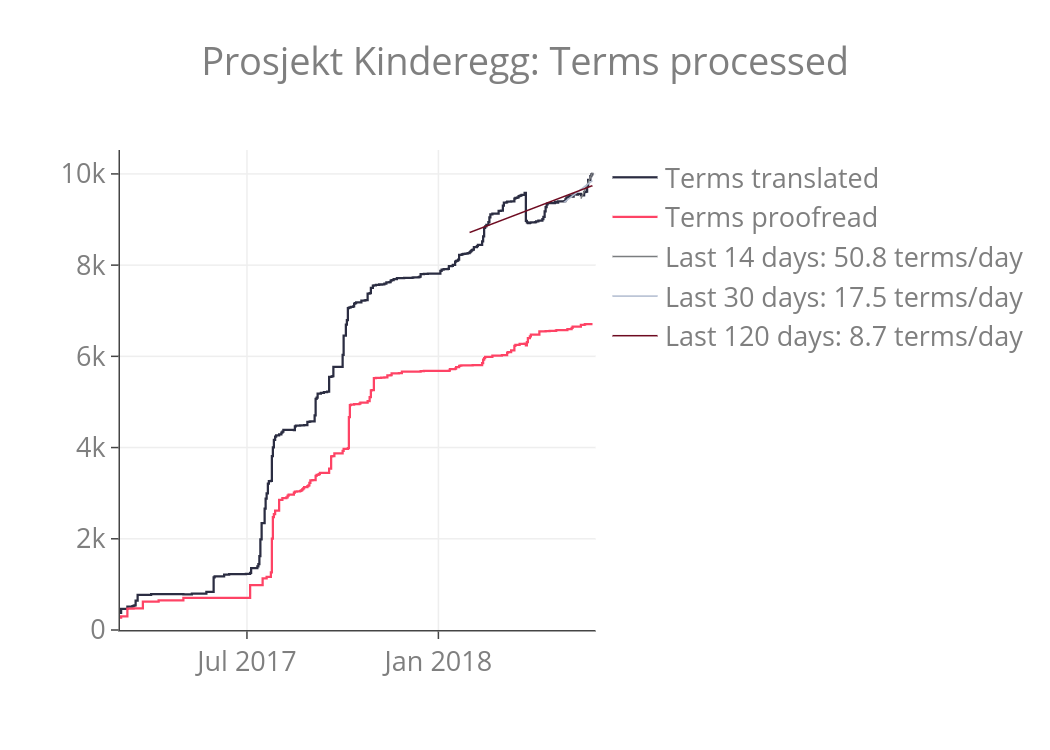 Prosjekt Kinderegg: Terms processed
10k
8k
6k
4k
2k
0
Jul 2017
Jan 2018
Terms translated
Terms proofread
Last 14 days: 50.8 terms/day
Last 30 days: 17.5 terms/day
Last 120 days: 8.7 terms/day